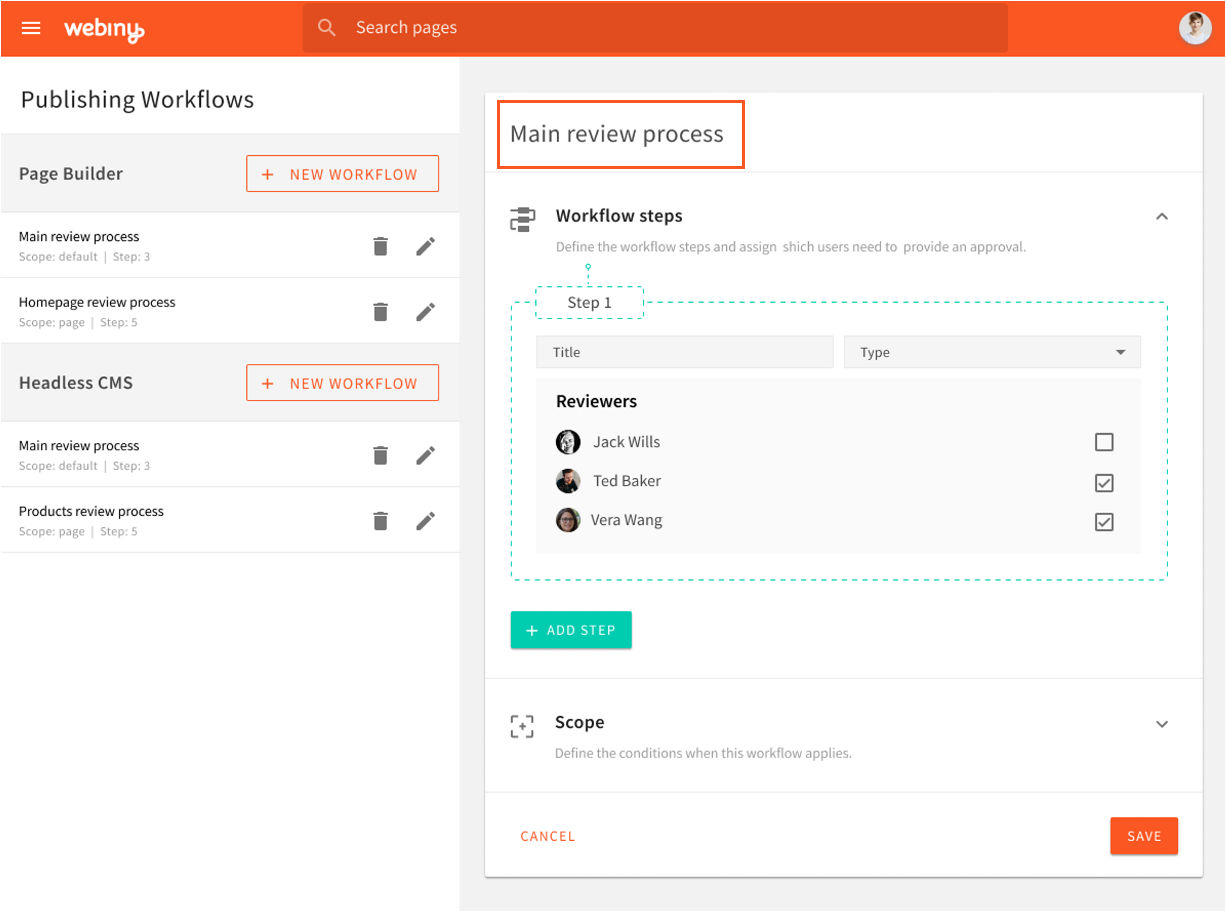 webiny
Search pages
Publishing Workflows
Page Builder
+ NEW WORKFLOW
Main review process
Scope: default | Step: 3
Homepage review process
Scope: page | Step: 5
Headless CMS
+ NEW WORKFLOW
Main review process
Scope: default | Step: 3
Products review process
Scope: page | Step: 5
Main review process
Workflow steps
Define the workflow steps and assign shich users need to provide an approval.
Step 1
Title
Type
Reviewers
Jack Wills
Ted Baker
Vera Wang
+ ADD STEP
Scope
Define the conditions when this workflow applies.
CANCEL
SAVE